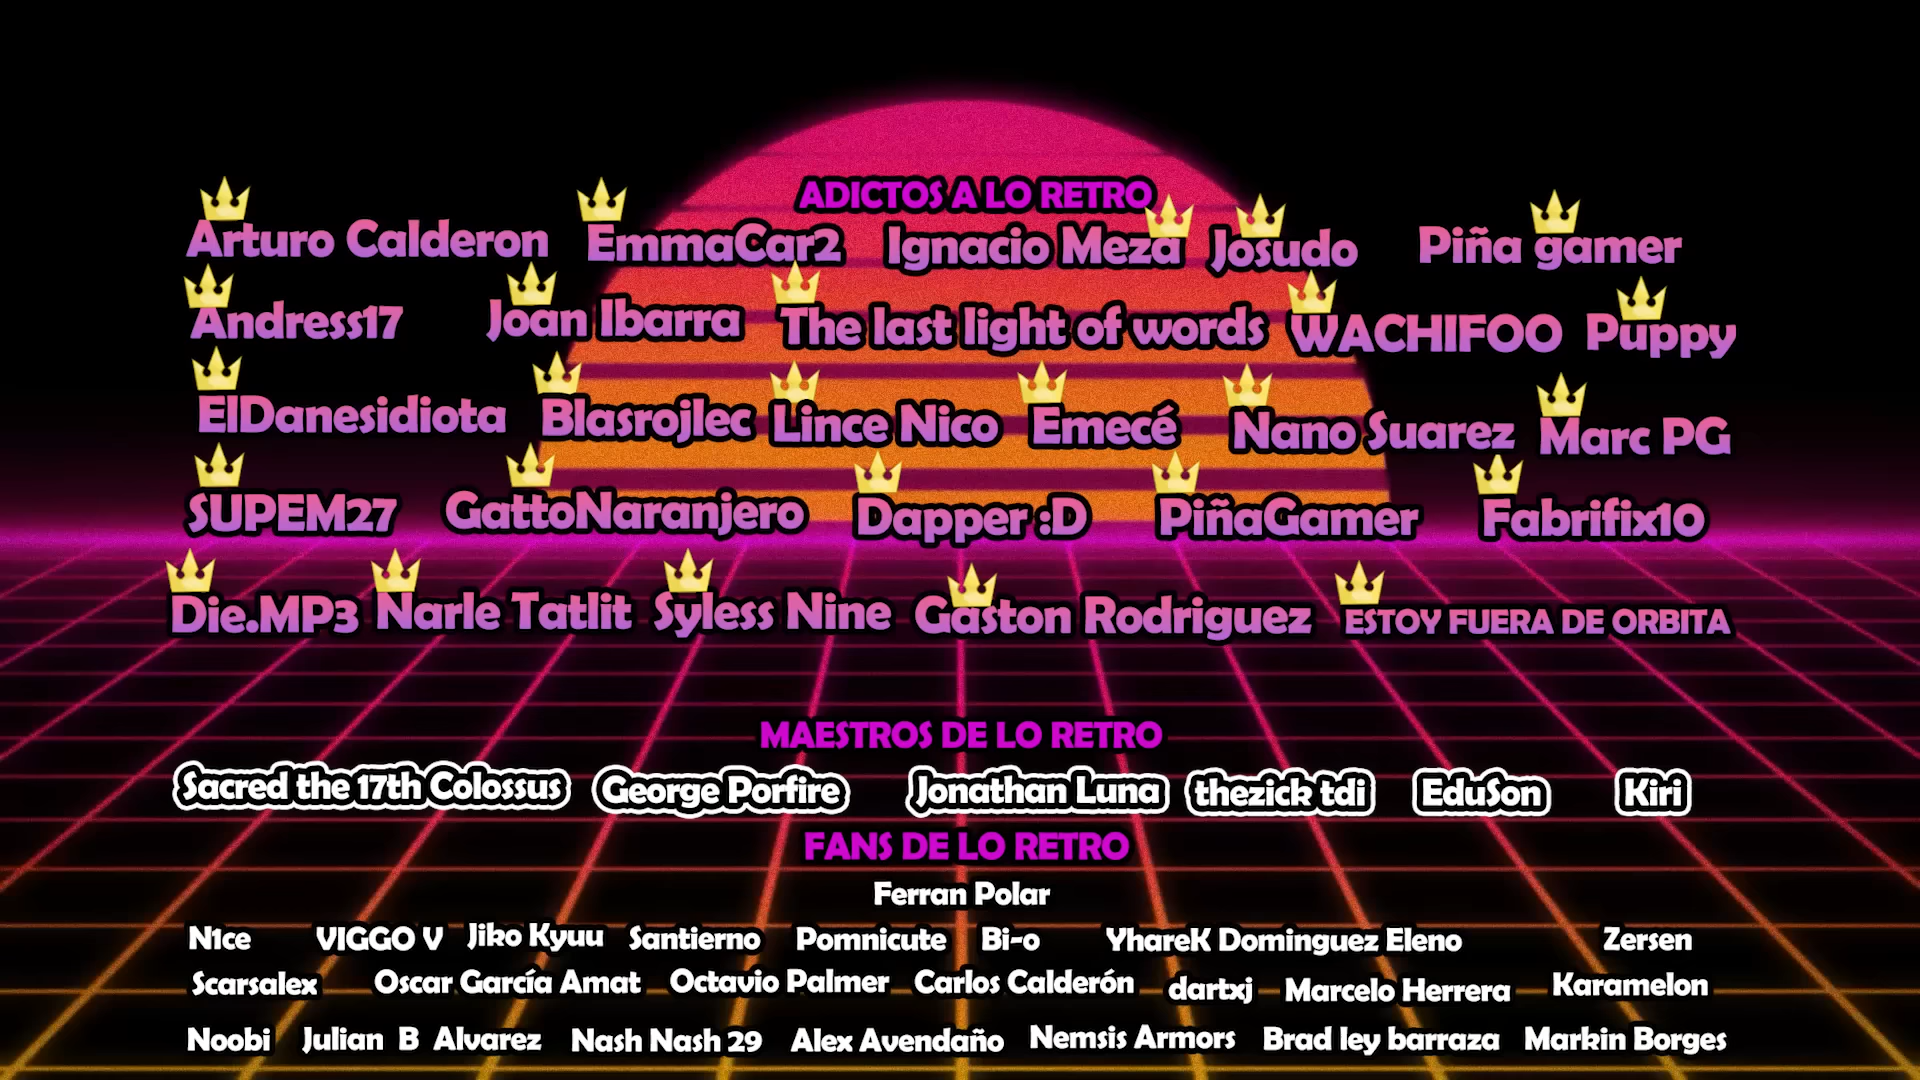 ADICTOS A LO RETRO
Arturo Calderon EmmaCar2 Ignacio Meza Josudo Piña gamer
Andress17 Joan Ibarra The last light of words WACHIFOO Puppy
ElDanesidiota Blasrojlec Lince Nico Emecé Nano Suarez Marc PG
SUPEM27 GattoNaranjero Dapper :D PiñaGamer Fabrifix10
Die.MP3 Narle Tatlit Syless Nine Gaston Rodriguez ESTOY FUERA DE ORBITA
MAESTROS DE LO RETRO
Sacred the 17th Colossus George Porfire Jonathan Luna thezick tdi EduSon Kiri
FANS DE LO RETRO
Ferran Polar
N1ce VIGGO V Jiko Kyuu Santierno Pomnicute Bi-o YhareK Dominguez Eleno Zersen
Scarsalex Oscar García Amat Octavio Palmer Carlos Calderón dartxj Marcelo Herrera Karamelon
Noobi Julian B Alvarez Nash Nash 29 Alex Avendaño Nemsis Armors Brad ley barraza Markin Borges